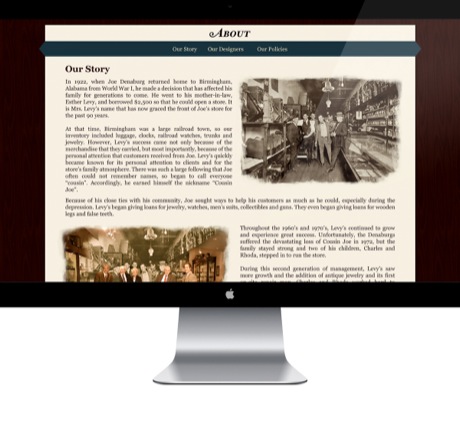 About
Our Story Our Designers Our Policies
Our Story
In 1922, when Joe Denaburg returned home to Birmingham,
Alabama from World War I, he made a decision that has affected his
family for generations to come. He went to his mother-in-law,
Esther Levy, and borrowed $2,500 so that he could open a store. It
is Mrs. Levy's name that has now graced the front of Joe's store for
the past 90 years.
At that time, Birmingham was a large railroad town, so our
inventory included luggage, clocks, railroad watches, trunks and
jewelry. However, Levy's success came not only because of the
merchandise that they carried, but most importantly, because of the
personal attention that customers received from Joe. Levy's quickly
became known for its personal attention to clients and for the
store's family atmosphere. There was such a large following that Joe
often could not remember names, so began to call everyone
"cousin". Accordingly, he earned himself the nickname "Cousin
Joe".
Because of his close ties with his community, Joe sought ways to help his customers as much as he could, especially during the
depression. Levy's began giving loans for jewelry, watches, men's suits, collectibles and guns. They even began giving loans for wooden
legs and false teeth.
Throughout the 1960's and 1970's, Levy's continued to grow
and experience great success. Unfortunately, the Denaburgs
suffered the devastating loss of Cousin Joe in 1972, but the
family stayed strong and two of his children, Charles and
Rhoda, stepped in to run the store.
During this second generation of management, Levy's saw
more growth and the addition of antique jewelry and its first